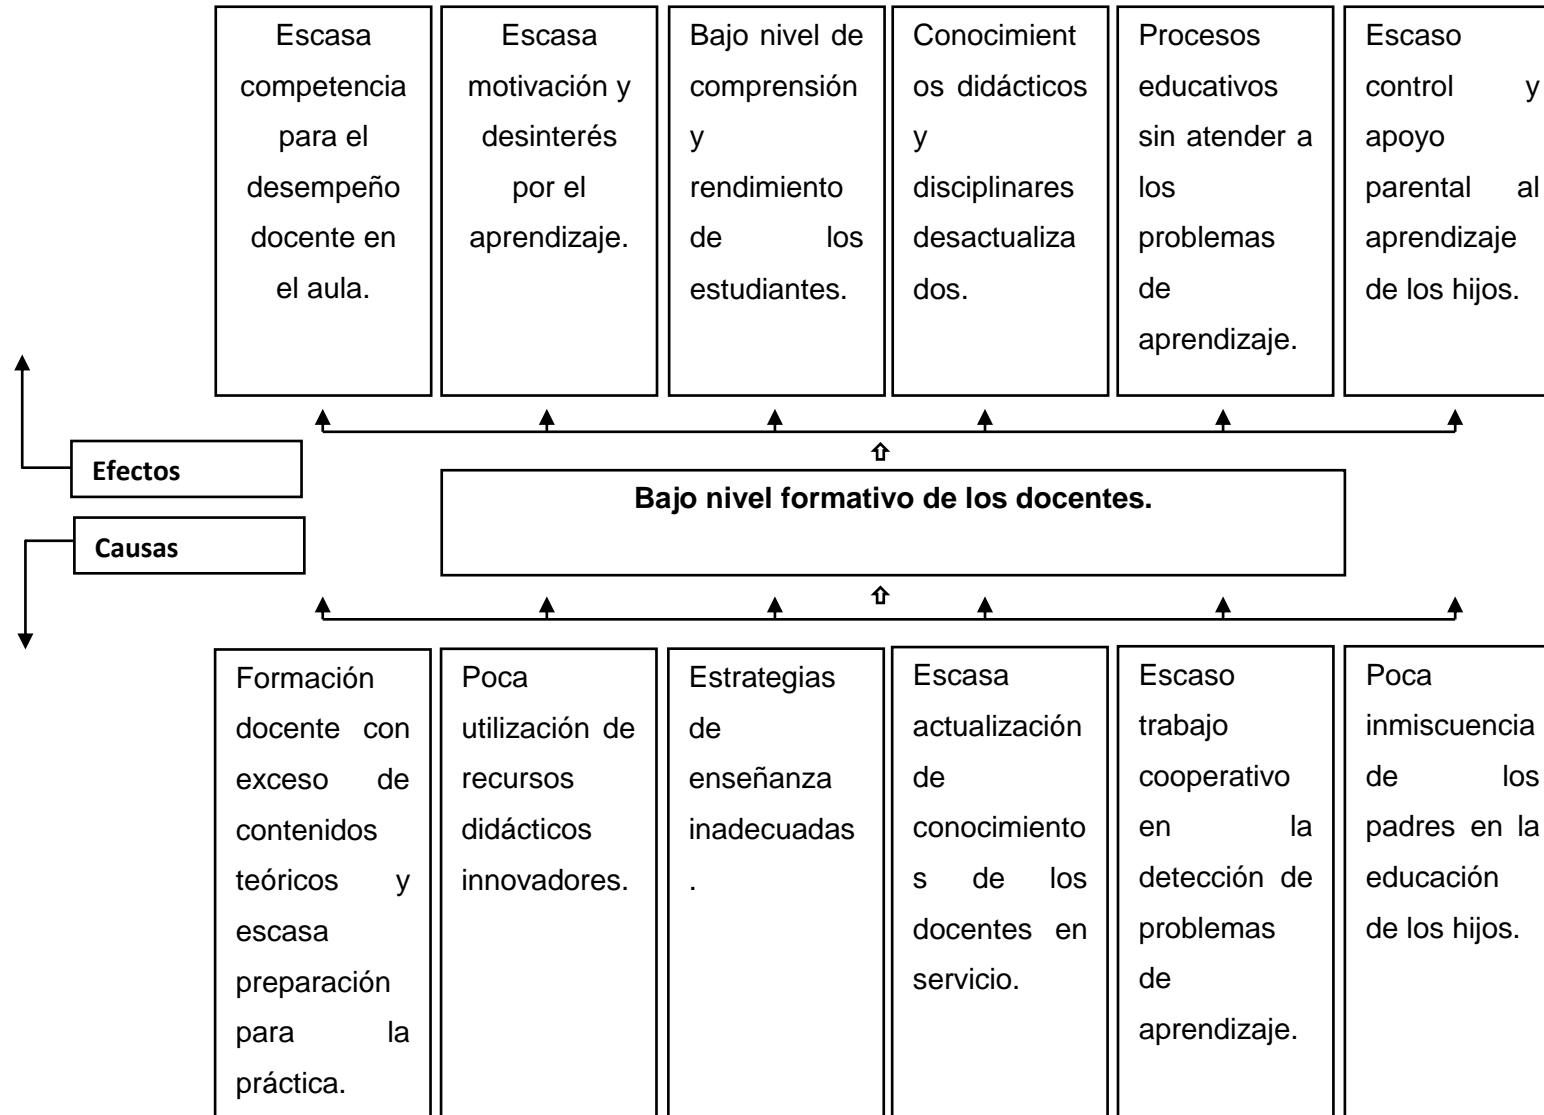 Escasa
competencia
para el
desempeño
docente en
el aula.
Escasa
motivación y
desinterés
por el
aprendizaje.
Bajo nivel de
comprensión
y
rendimiento
de los
estudiantes.
Conocimient
os didácticos
y
disciplinares
desactualiza
dos.
Procesos
educativos
sin atender a
los
problemas
de
aprendizaje.
Escaso
control y
apoyo
parental al
aprendizaje
de los hijos.
Efectos
Bajo nivel formativo de los docentes.
Causas
Formación
docente con
exceso de
contenidos
teóricos y
escasa
preparación
para la
práctica.
Poca
utilización de
recursos
didácticos
innovadores.
Estrategias
de
enseñanza
inadecuadas
.
Escasa
actualización
de
conocimiento
s de los
docentes en
servicio.
Escaso
trabajo
cooperativo
en la
detección de
problemas
de
aprendizaje.
Poca
inmiscuencia
de los
padres en la
educación
de los hijos.